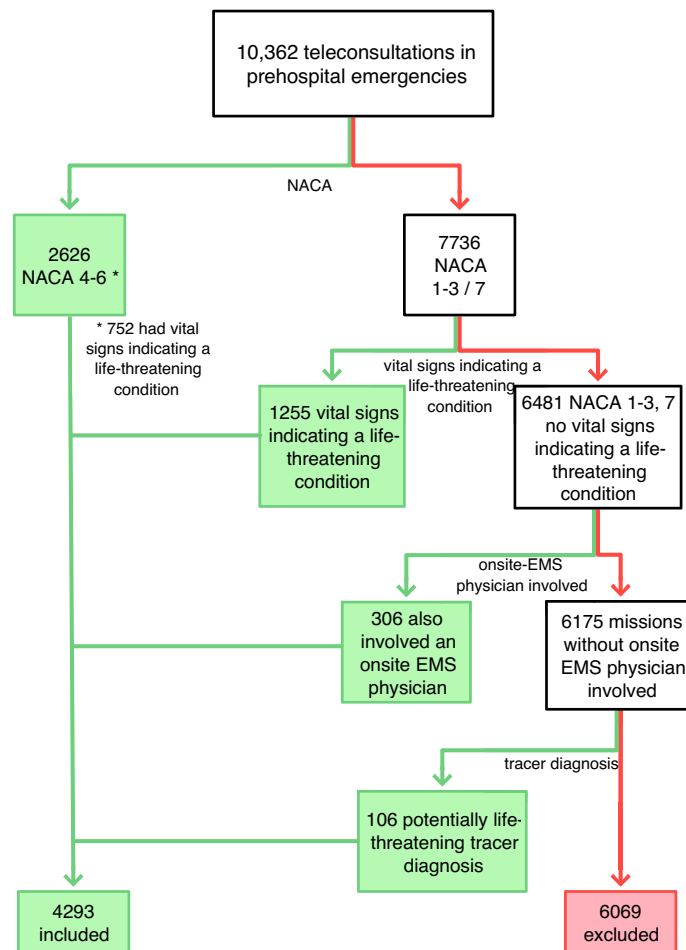 10,362 teleconsultations in
prehospital emergencies
NACA
2626
NACA 4-6 *
7736
NACA
1-3 / 7
* 752 had vital
signs indicating a
life-threatening
condition
vital signs indicating a
life-threatening
condition
1255 vital signs
indicating a life-
threatening
condition
6481 NACA 1-3, 7
no vital signs
indicating a life-
threatening
condition
onsite-EMS
physician involved
306 also
involved an
onsite EMS
physician
6175 missions
without onsite
EMS physician
involved
tracer diagnosis
106 potentially life-
threatening tracer
diagnosis
4293
included
6069
excluded